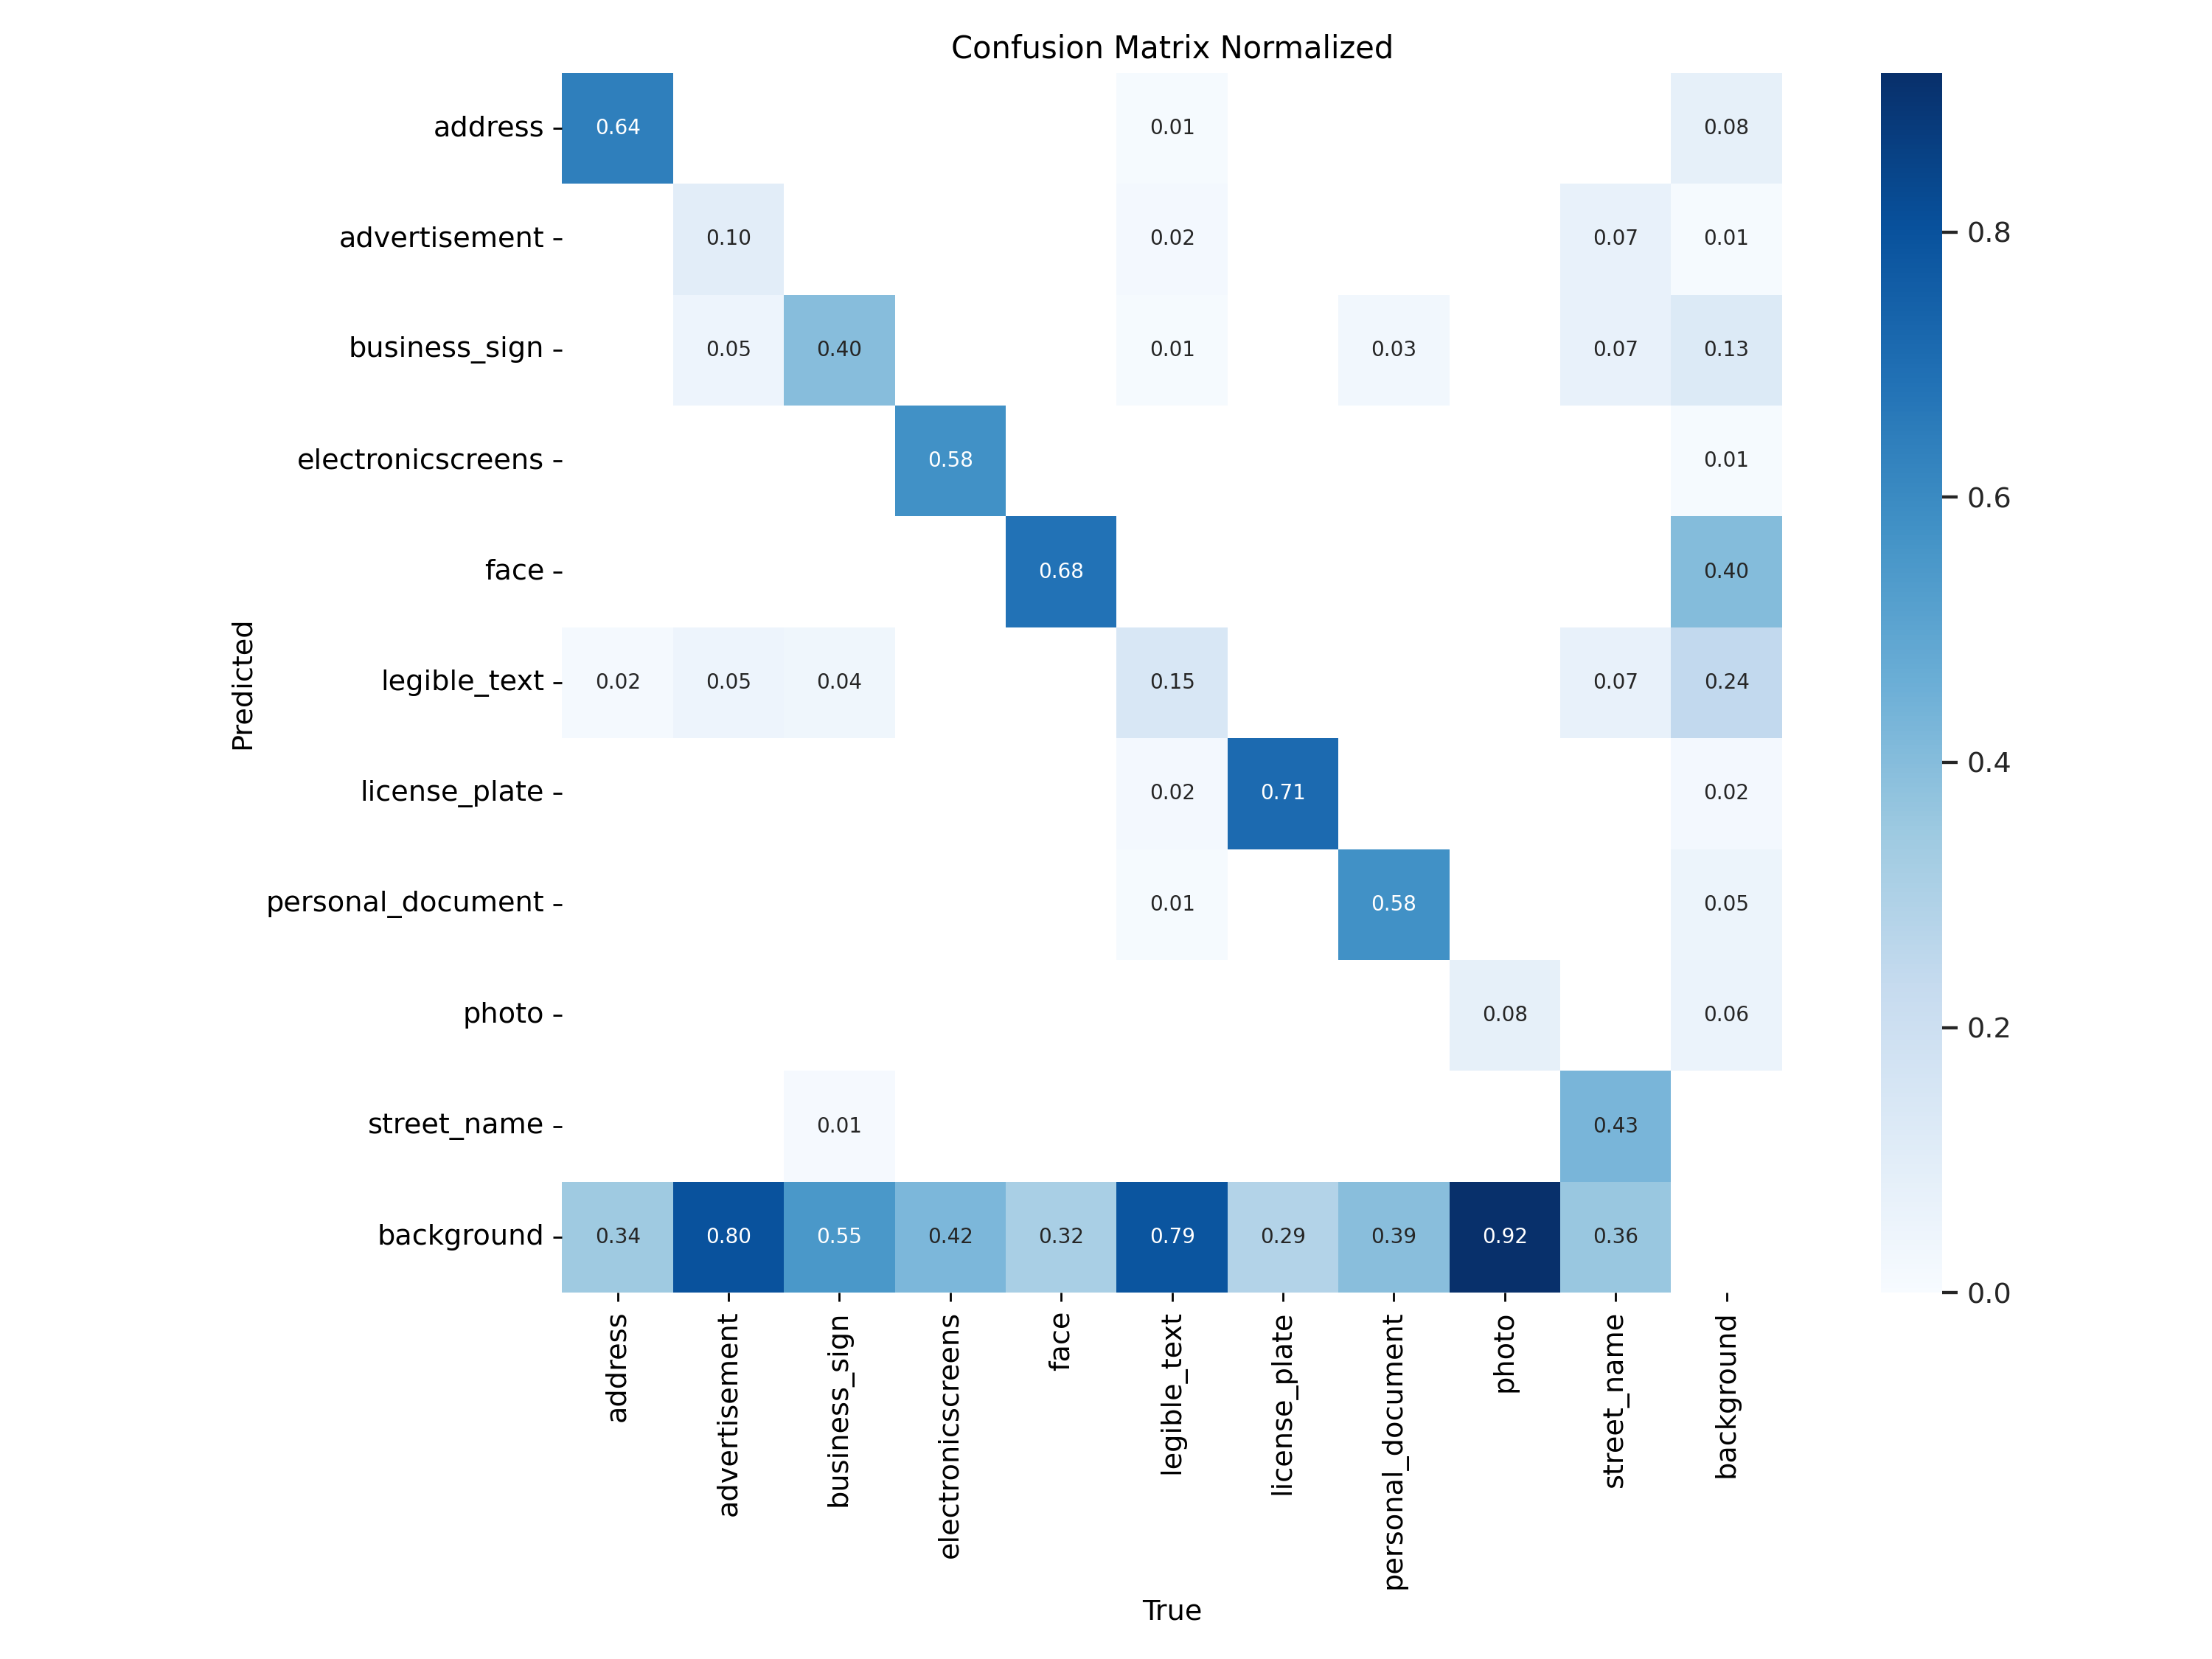 Confusion Matrix Normalized
address 0.64 0.01 0.08
advertisement 0.10 0.02 0.07 0.01
0.8
business_sign 0.05 0.40 0.01 0.03 0.07 0.13
electronicscreens 0.58 0.01
0.6
face 0.68 0.40
Predicted
legible_text 0.02 0.05 0.04 0.15 0.07 0.24
license_plate 0.02 0.71 0.02
0.4
personal_document 0.01 0.58 0.05
photo 0.08 0.06
0.2
street_name 0.01 0.43
background 0.34 0.80 0.55 0.42 0.32 0.79 0.29 0.39 0.92 0.36
0.0
address advertisement business_sign electronicscreens face legible_text license_plate personal_document photo street_name background
True